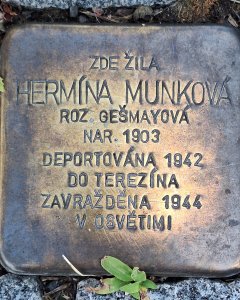 ZDE ŽILA
HERMÍNA MUNKOVÁ
ROZ. GEŠMAYOVÁ
NAR. 1903
DEPORTOVÁNA 1942
DO TEREZÍNA
ZAVRAŽDĚNA 1944
V OSVĚTIMI